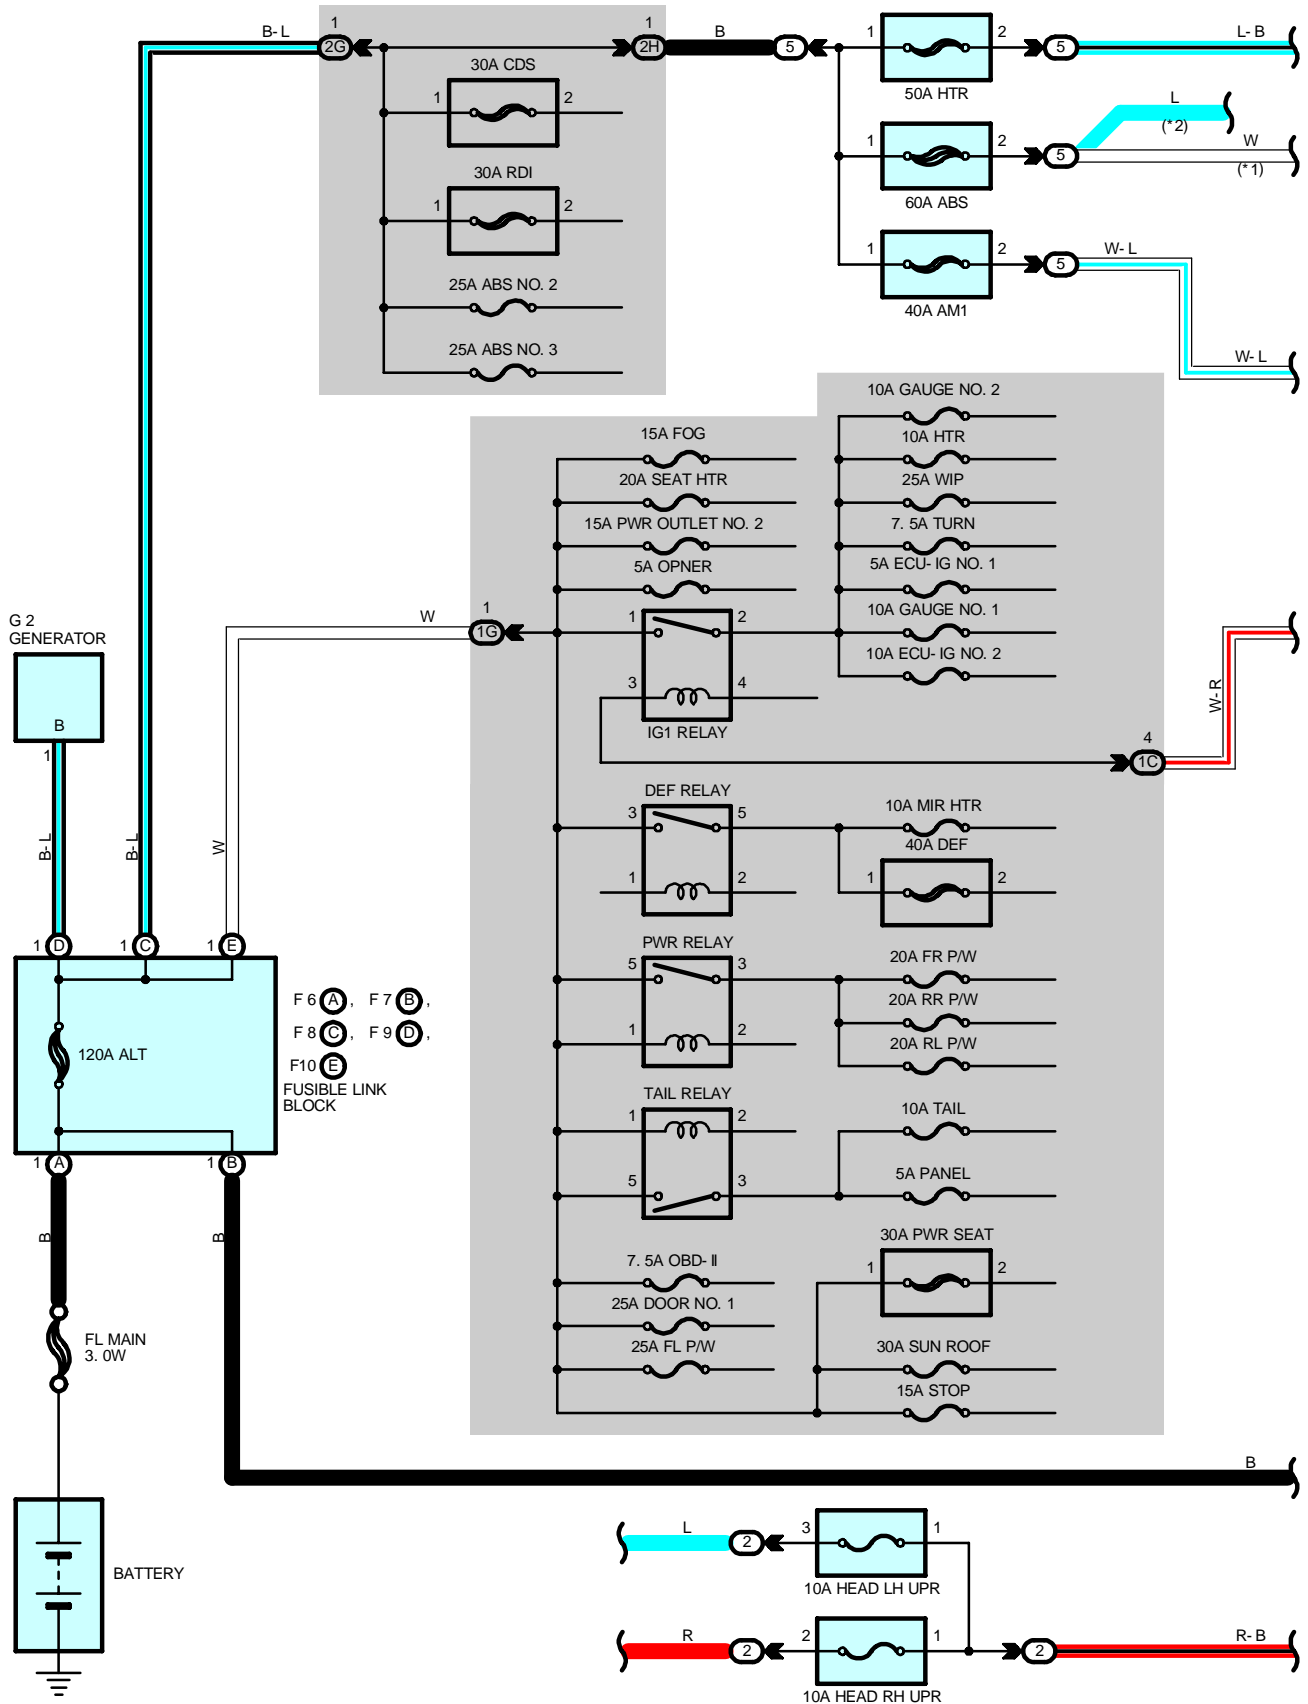 B- L
1
2G
1
2H
B
5
1
2
5
L- B
50A HTR
30A CDS
1
2
L
(*2)
1
2
5
W
(*1)
60A ABS
30A RDI
1
2
1
2
5
W- L
40A AM1
25A ABS NO. 2
25A ABS NO. 3
W- L
10A GAUGE NO. 2
15A FOG
10A HTR
20A SEAT HTR
25A WIP
15A PWR OUTLET NO. 2
7. 5A TURN
5A OPNER
5A ECU- IG NO. 1
G 2
GENERATOR
W
1
1G
1
2
10A GAUGE NO. 1
10A ECU- IG NO. 2
3
4
W- R
IG1 RELAY
B
1
4
1C
DEF RELAY
3
5
10A MIR HTR
40A DEF
B- L
B- L
W
1
2
1
2
1
D
1
C
1
E
PWR RELAY
5
3
20A FR P/W
20A RR P/W
1
2
20A RL P/W
F 6 A ,
F 7 B ,
F 8 C ,
F 9 D ,
F10 E
FUSIBLE LINK
BLOCK
120A ALT
TAIL RELAY
1
2
10A TAIL
5
3
5A PANEL
1
A
1
B
B
B
30A PWR SEAT
7. 5A OBD- II
1
2
25A DOOR NO. 1
25A FL P/W
30A SUN ROOF
15A STOP
FL MAIN
3. 0W
B
L
2
3
1
10A HEAD LH UPR
BATTERY
R
2
2
1
2
R- B
10A HEAD RH UPR